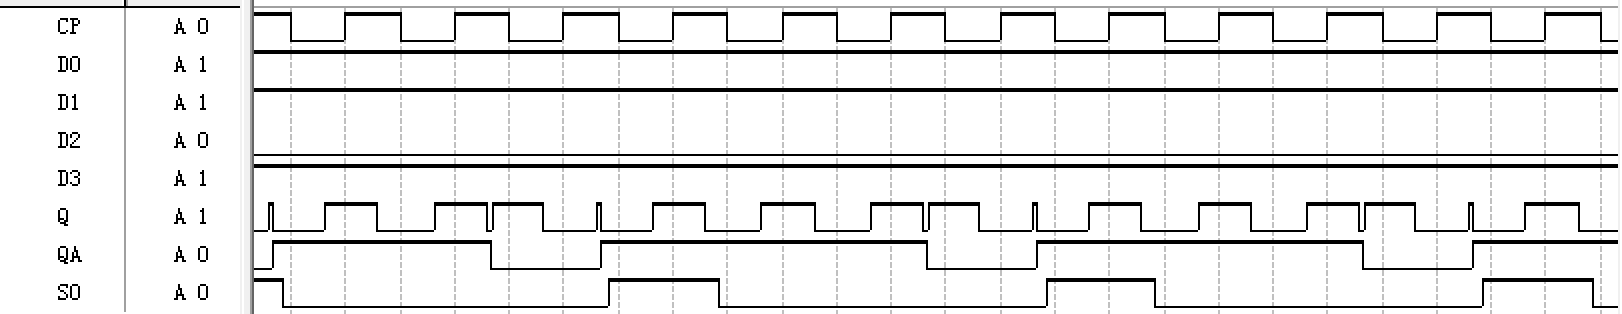 CP A 0
D0 A 1
D1 A 1
D2 A 0
D3 A 1
Q A 1
QA A 0
S0 A 0